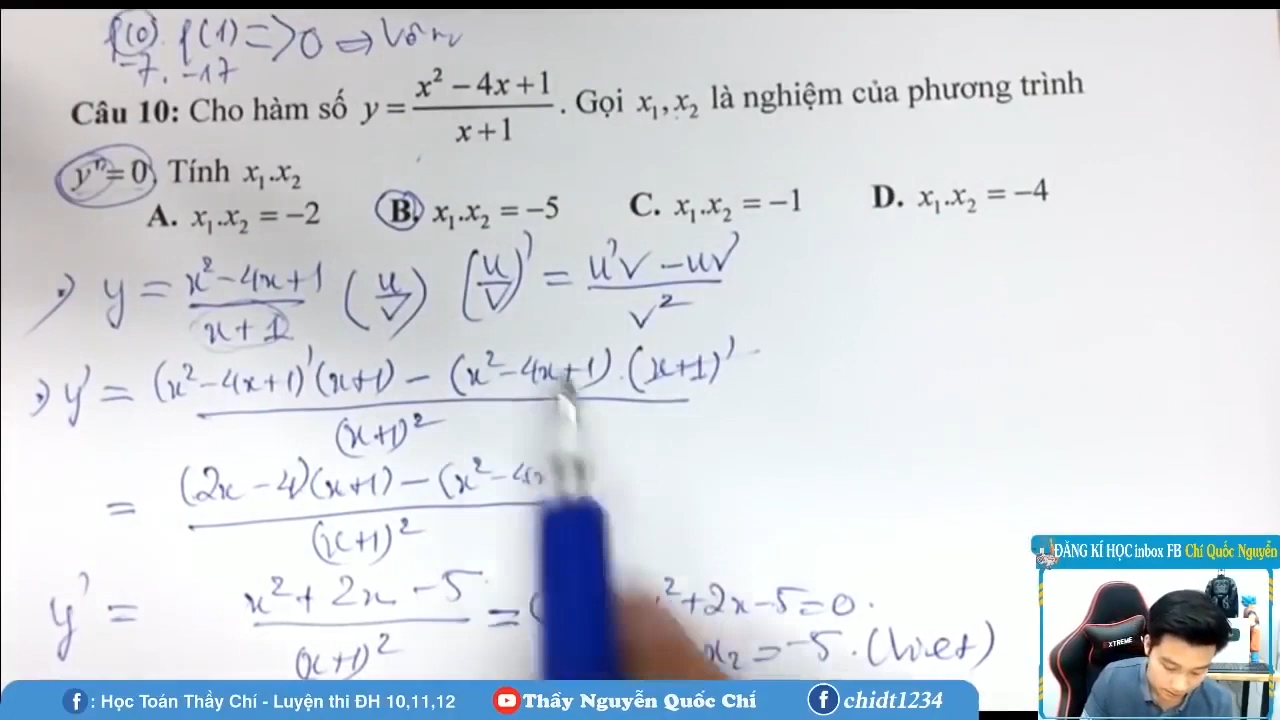 f(0). f(1) => 0 ⇒ Vô n
-7. -17
Câu 10: Cho hàm số y = (x² − 4x + 1)/(x + 1). Gọi x₁, x₂ là nghiệm của phương trình
y" = 0. Tính x₁.x₂
A. x₁.x₂ = −2 B. x₁.x₂ = −5 C. x₁.x₂ = −1 D. x₁.x₂ = −4
y = (x² − 4x + 1)/(x + 1) (u/v) (u/v)' = (u'v − uv')/v²
y' = ((x² − 4x + 1)'(x+1) − (x² − 4x + 1).(x+1)')/(x+1)²
= ((2x − 4)(x+1) − (x² − 4x)/(x+1)²
y' = (x² + 2x − 5)/(x+1)² = ² + 2x − 5 = 0.
x₂ = −5. (Viet)
ĐĂNG KÍ HỌC inbox FB Chí Quốc Nguyễn
EXTREME
f : Học Toán Thầy Chí - Luyện thi ĐH 10,11,12
Thầy Nguyễn Quốc Chí
f chidt1234